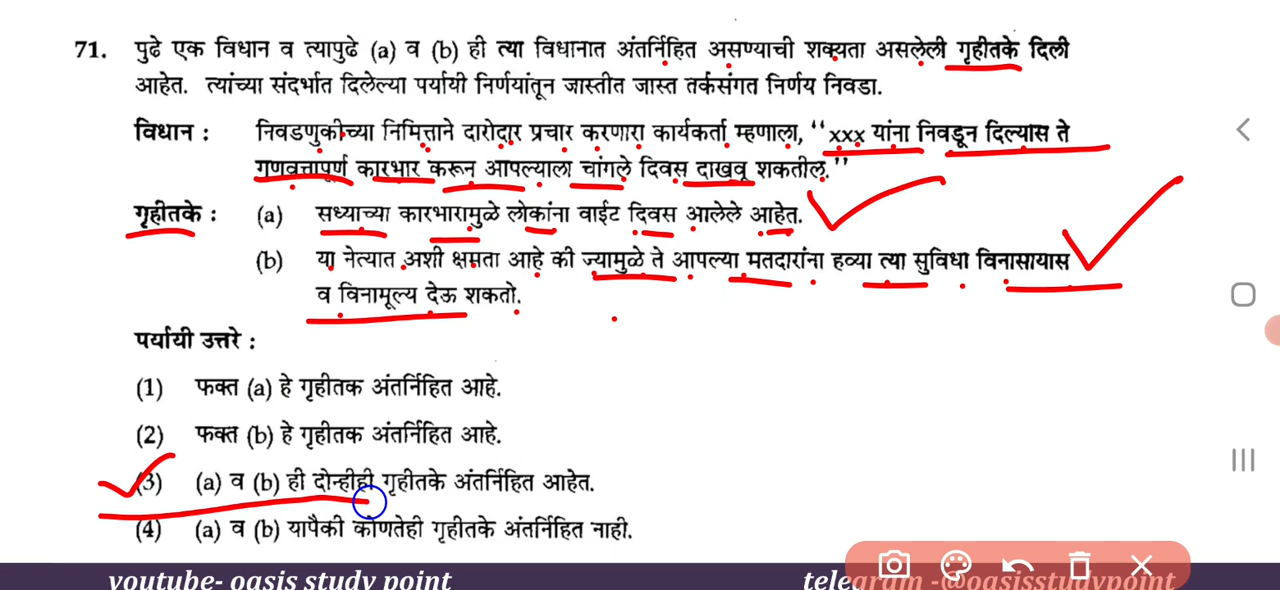 71. पुढे एक विधान व त्यापुढे (a) व (b) ही त्या विधानात अंतर्निहित असण्याची शक्यता असलेली गृहीतके दिली
आहेत. त्यांच्या संदर्भात दिलेल्या पर्यायी निर्णयांतून जास्तीत जास्त तर्कसंगत निर्णय निवडा.
विधान : निवडणुकीच्या निमित्ताने दारोदार प्रचार करणारा कार्यकर्ता म्हणाला, ‘‘xxx यांना निवडून दिल्यास ते
गुणवत्तापूर्ण कारभार करून आपल्याला चांगले दिवस दाखवू शकतील.’’
गृहीतके : (a) सध्याच्या कारभारामुळे लोकांना वाईट दिवस आलेले आहेत.
(b) या नेत्यात अशी क्षमता आहे की ज्यामुळे ते आपल्या मतदारांना हव्या त्या सुविधा विनासायास
व विनामूल्य देऊ शकतो.
पर्यायी उत्तरे :
(1) फक्त (a) हे गृहीतक अंतर्निहित आहे.
(2) फक्त (b) हे गृहीतक अंतर्निहित आहे.
(3) (a) व (b) ही दोन्हीही गृहीतके अंतर्निहित आहेत.
(4) (a) व (b) यापैकी कोणतेही गृहीतके अंतर्निहित नाही.
youtube- oasis study point telegram -@oasisstudypoint